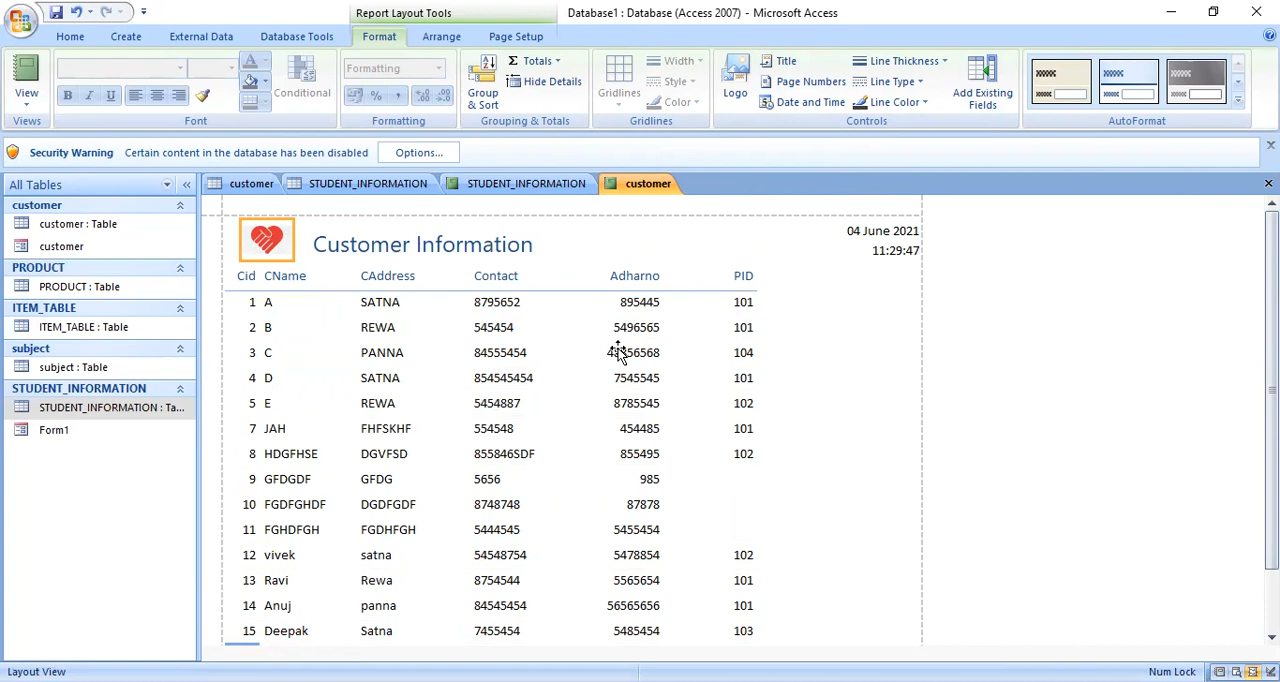 Report Layout Tools
Database1 : Database (Access 2007) - Microsoft Access
Home Create External Data Database Tools Format Arrange Page Setup
View
Views
B I U
Conditional
Font
Formatting
%
Formatting
Group & Sort
Σ Totals
Hide Details
Grouping & Totals
Gridlines
Width
Style
Color
Gridlines
Logo
Title
Page Numbers
Date and Time
Line Thickness
Line Type
Line Color
Add Existing Fields
Controls
AutoFormat
Security Warning Certain content in the database has been disabled Options...
All Tables
customer
customer : Table
customer
PRODUCT
PRODUCT : Table
ITEM_TABLE
ITEM_TABLE : Table
subject
subject : Table
STUDENT_INFORMATION
STUDENT_INFORMATION : Ta...
Form1
customer STUDENT_INFORMATION STUDENT_INFORMATION customer
Customer Information
04 June 2021
11:29:47
Cid CName CAddress Contact Adharno PID
1 A SATNA 8795652 895445 101
2 B REWA 545454 5496565 101
3 C PANNA 84555454 104
4 D SATNA 854545454 7545545 101
5 E REWA 5454887 8785545 102
7 JAH FHFSKHF 554548 454485 101
8 HDGFHSE DGVFSD 855846SDF 855495 102
9 GFDGDF GFDG 5656 985
10 FGDFGHDF DGDFGDF 8748748 87878
11 FGHDFGH FGDHFGH 5444545 5455454
12 vivek satna 54548754 5478854 102
13 Ravi Rewa 8754544 5565654 101
14 Anuj panna 84545454 56565656 101
15 Deepak Satna 7455454 5485454 103
Layout View
Num Lock